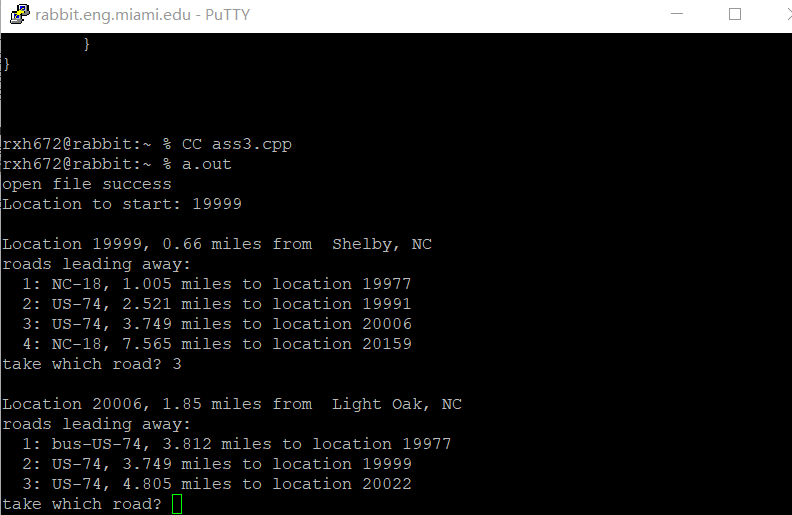 rabbit.eng.miami.edu - PuTTY
}
}
rxh672@rabbit:~ % CC ass3.cpp
rxh672@rabbit:~ % a.out
open file success
Location to start: 19999
Location 19999, 0.66 miles from  Shelby, NC
roads leading away:
  1: NC-18, 1.005 miles to location 19977
  2: US-74, 2.521 miles to location 19991
  3: US-74, 3.749 miles to location 20006
  4: NC-18, 7.565 miles to location 20159
take which road? 3
Location 20006, 1.85 miles from  Light Oak, NC
roads leading away:
  1: bus-US-74, 3.812 miles to location 19977
  2: US-74, 3.749 miles to location 19999
  3: US-74, 4.805 miles to location 20022
take which road?